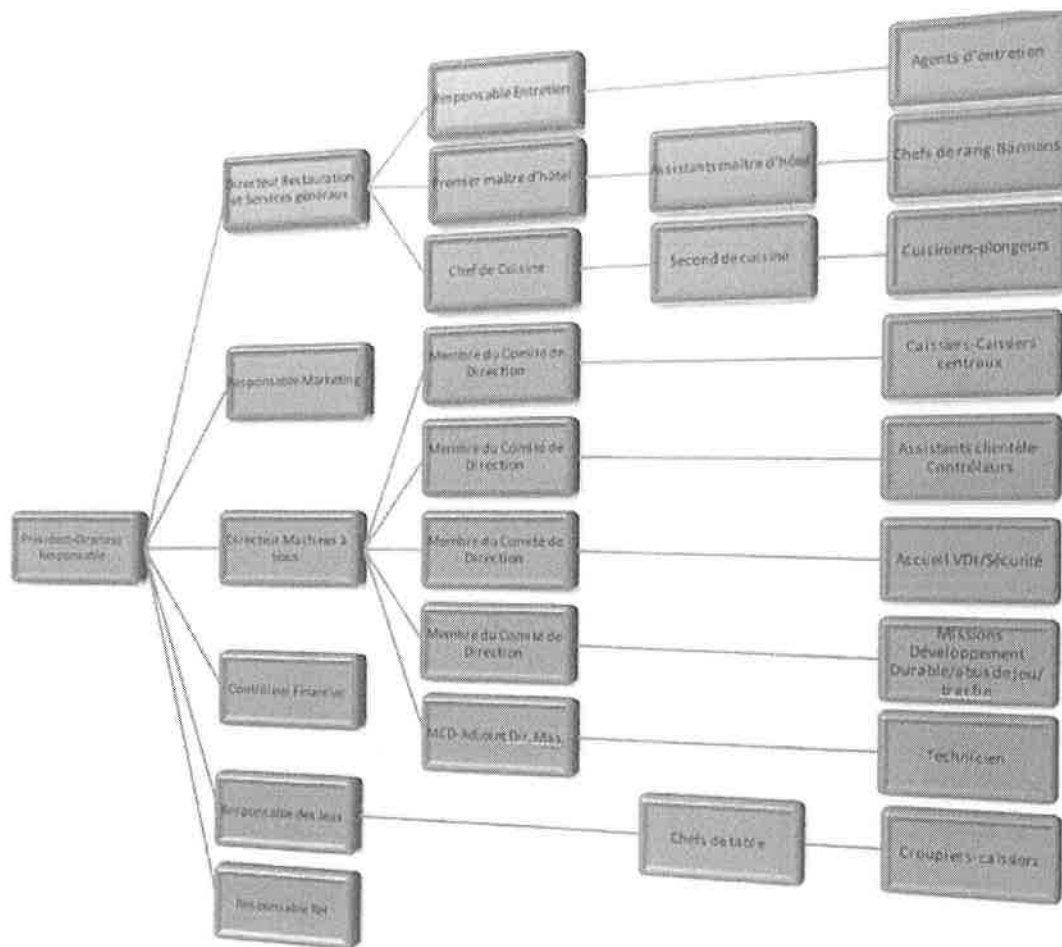 Agents d'entretien
Responsable Entretien
Directeur Restauration
et Services généraux
Premier maître d'hôtel
Assistants maître d'hôtel
Chefs de rang-Barmans
Chef de Cuisine
Second de cuisine
Cuisiniers-plongeurs
Responsable Marketing
Membre du Comité de
Direction
Caissiers-Caissiers
centraux
Membre du Comité de
Direction
Assistants clientèle-
Contrôleurs
Président-Directeur
Responsable
Directeur Machines à
sous
Membre du Comité de
Direction
Accueil VDI/Sécurité
Membre du Comité de
Direction
Missions
Développement
Durable/abus de jeu/
tracfin
Contrôleur Financier
MCD-Adjoint Dir. Mas
Technicien
Responsable des Jeux
Chefs de table
Croupiers-caissiers
Responsable